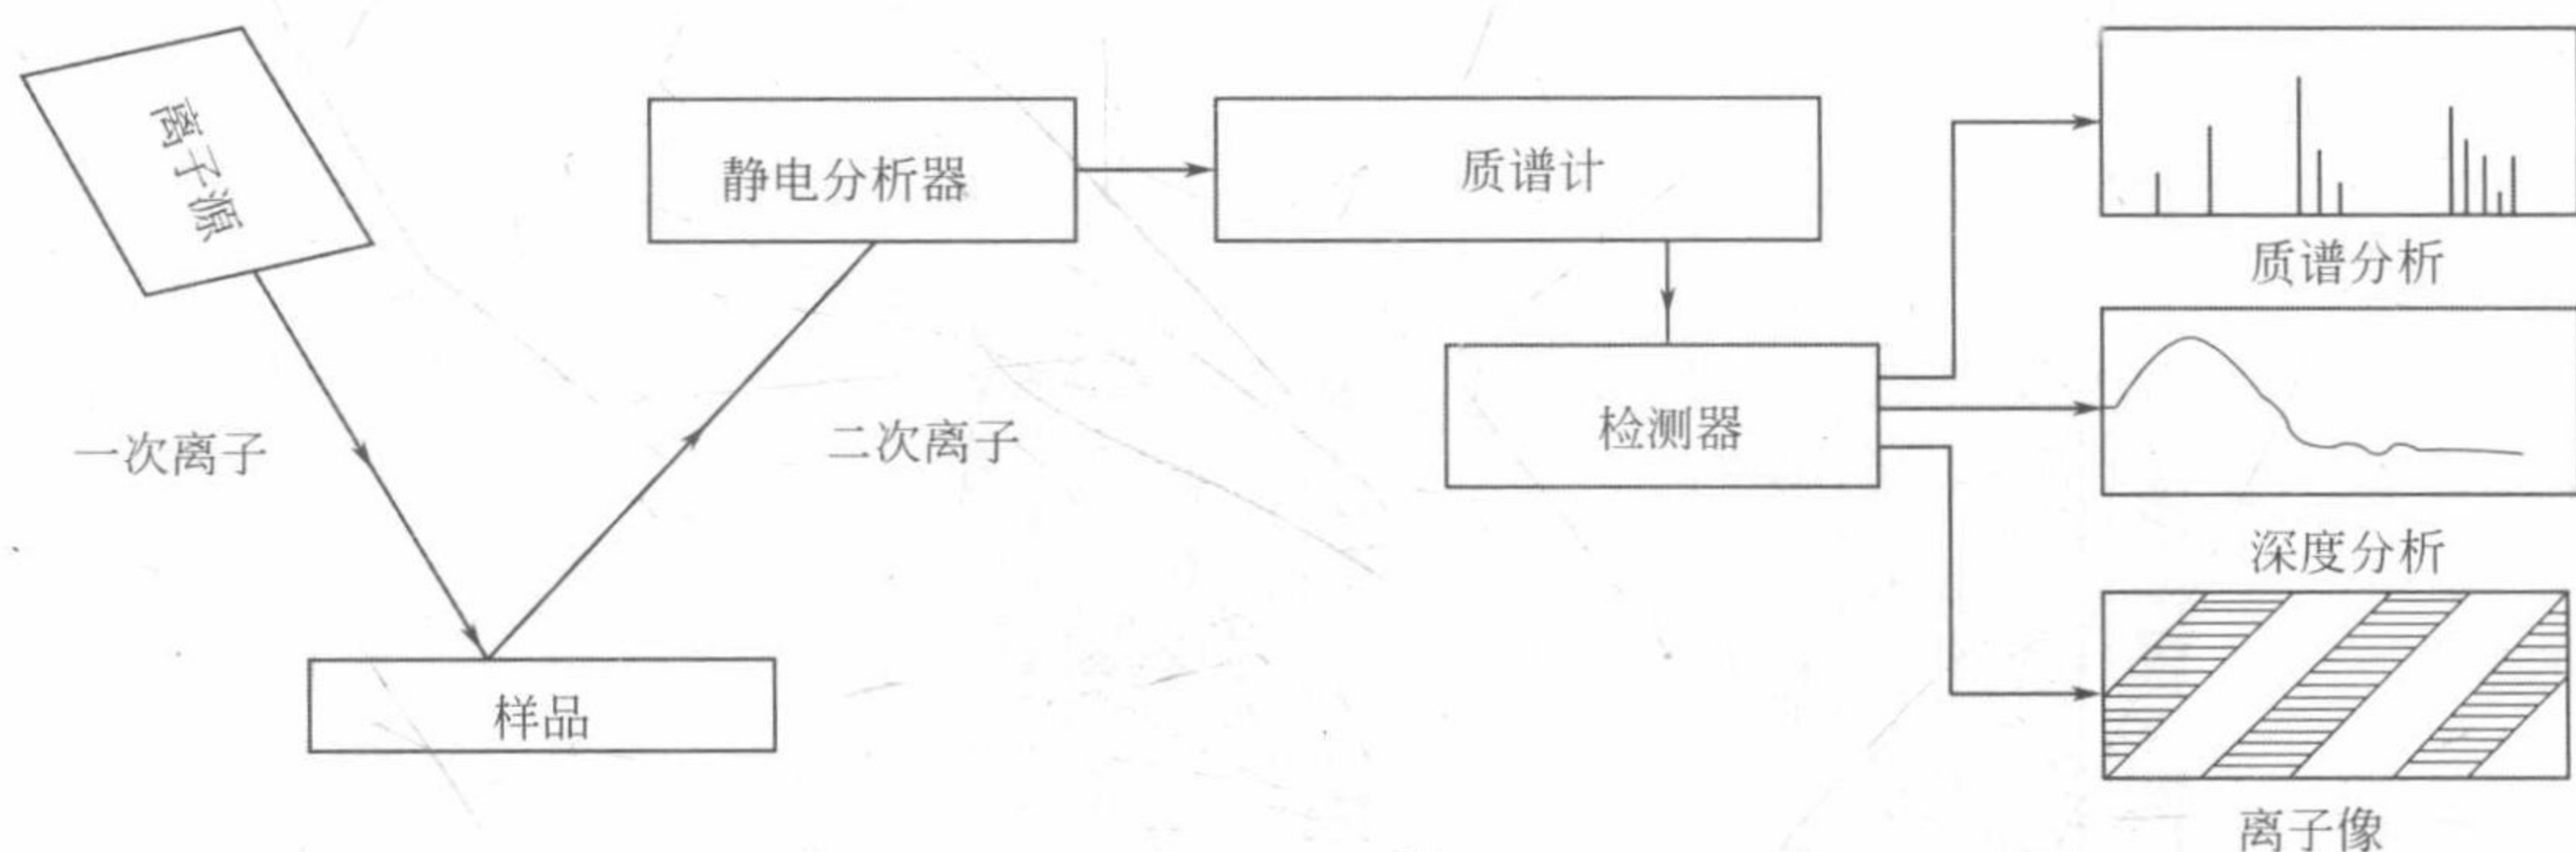 离子源
静电分析器
质谱计
质谱分析
一次离子
二次离子
检测器
深度分析
样品
离子像